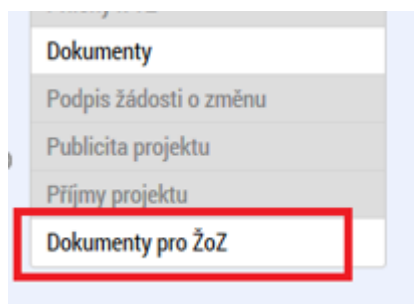 Dokumenty
Podpis žádosti o změnu
Publicita projektu
Příjmy projektu
Dokumenty pro ŽoZ